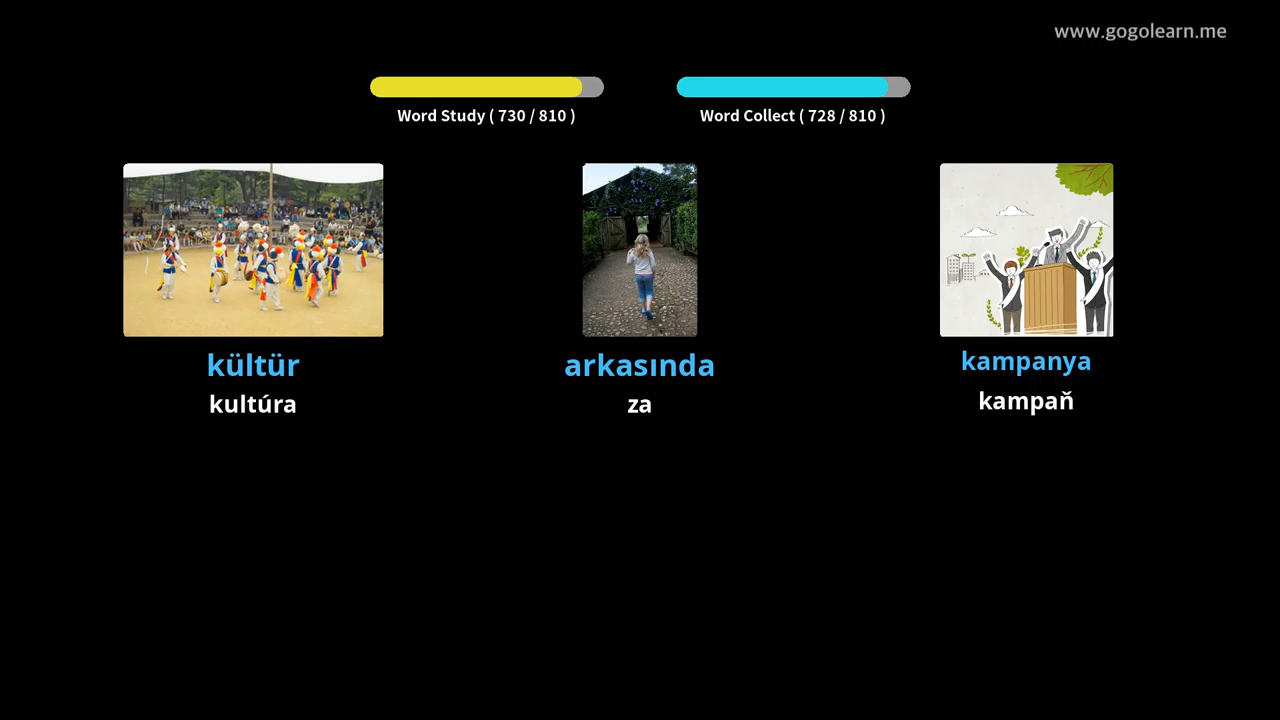 www.gogolearn.me
Word Study ( 730 / 810 )
Word Collect ( 728 / 810 )
kültür
kultúra
arkasında
za
kampanya
kampaň